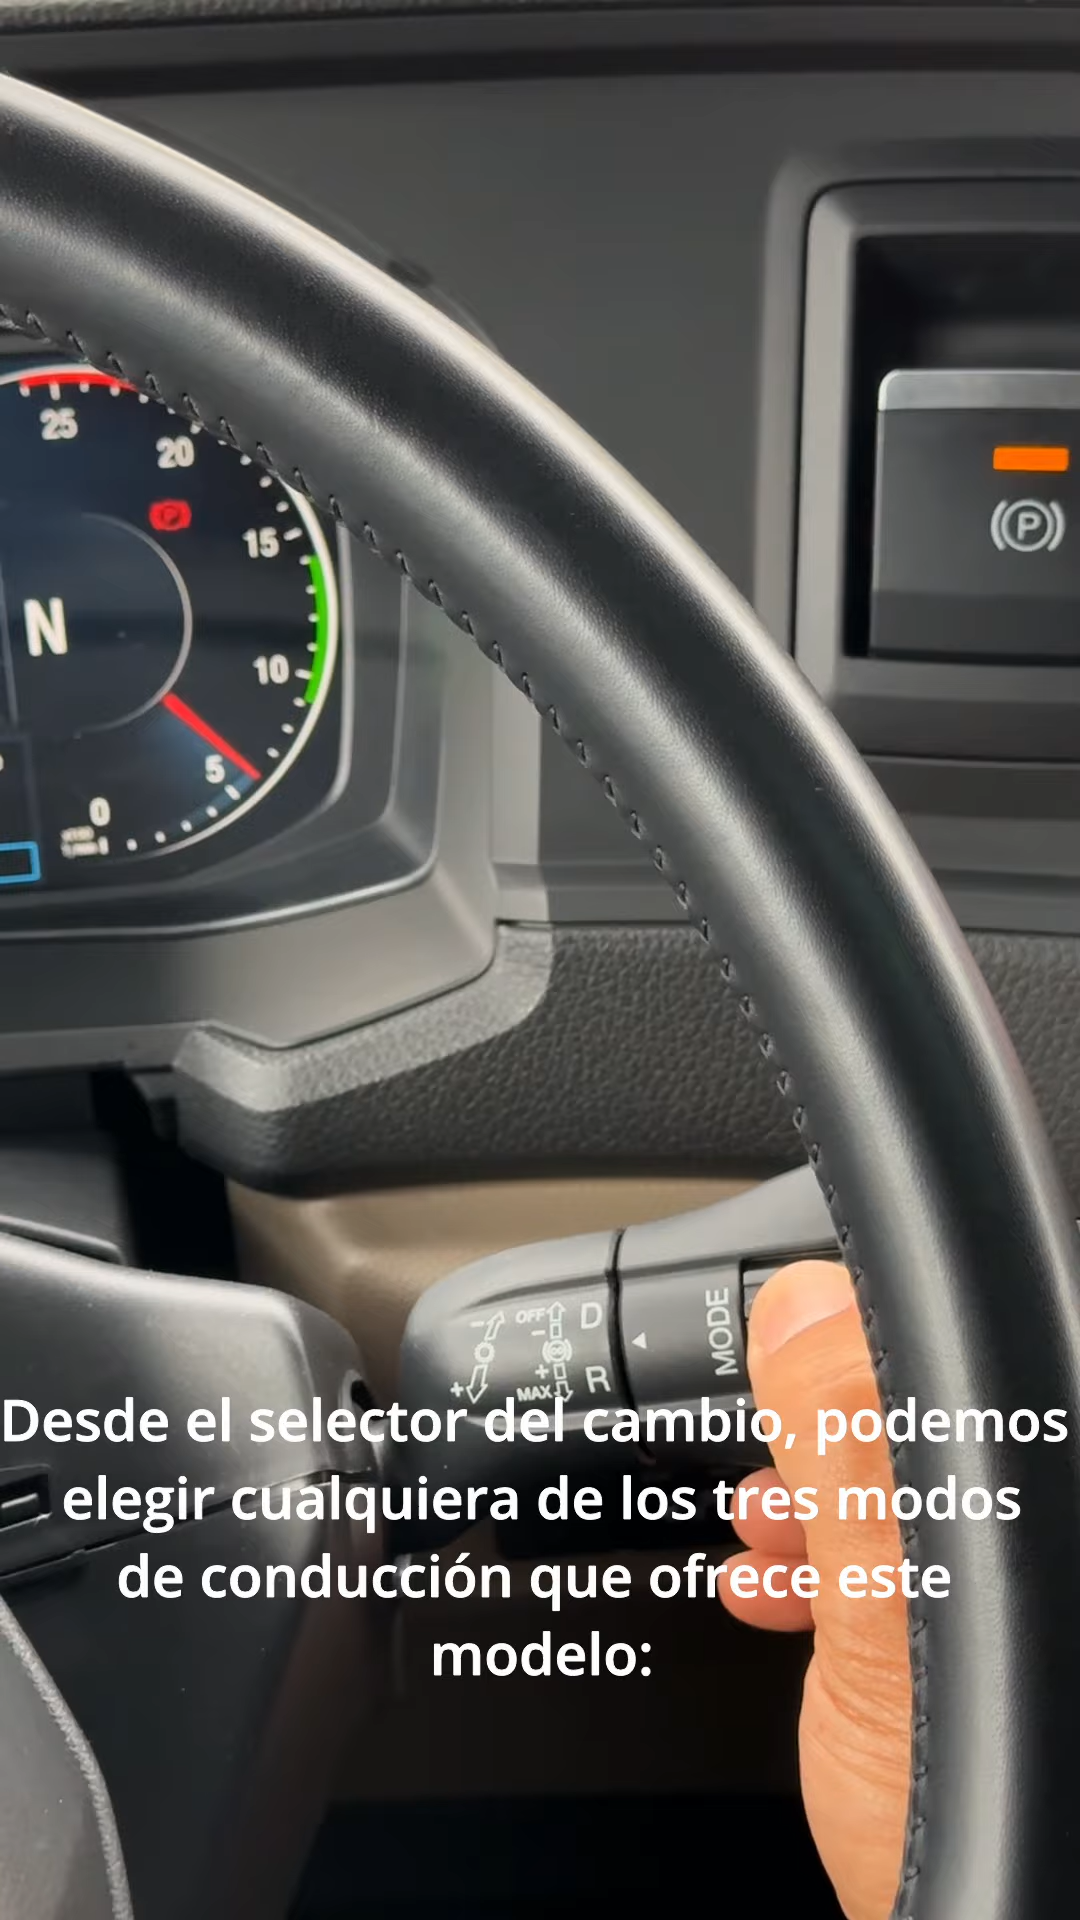 25
20
15
N
10
5
0
P
P
MODE
OFF
D
-
-
+
+
MAX
R
Desde el selector del cambio, podemos
elegir cualquiera de los tres modos
de conducción que ofrece este
modelo: